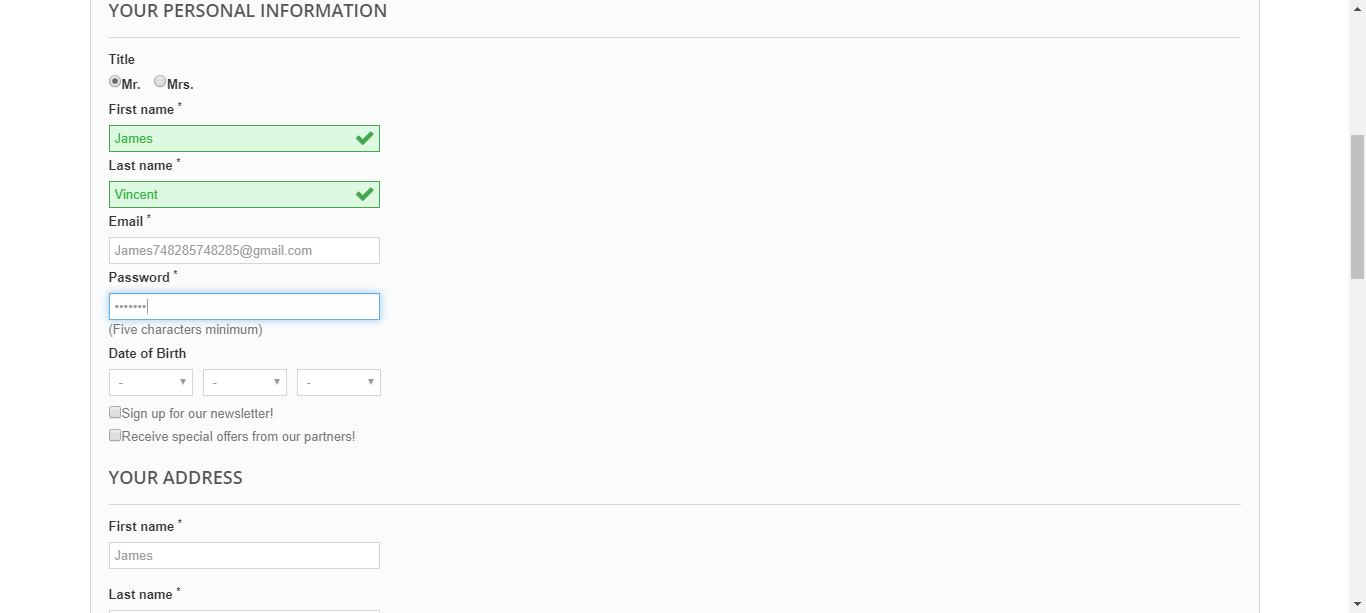 YOUR PERSONAL INFORMATION
Title
Mr. Mrs.
First name *
James
Last name *
Vincent
Email *
James748285748285@gmail.com
Password *
•••••••
(Five characters minimum)
Date of Birth
- - -
Sign up for our newsletter!
Receive special offers from our partners!
YOUR ADDRESS
First name *
James
Last name *